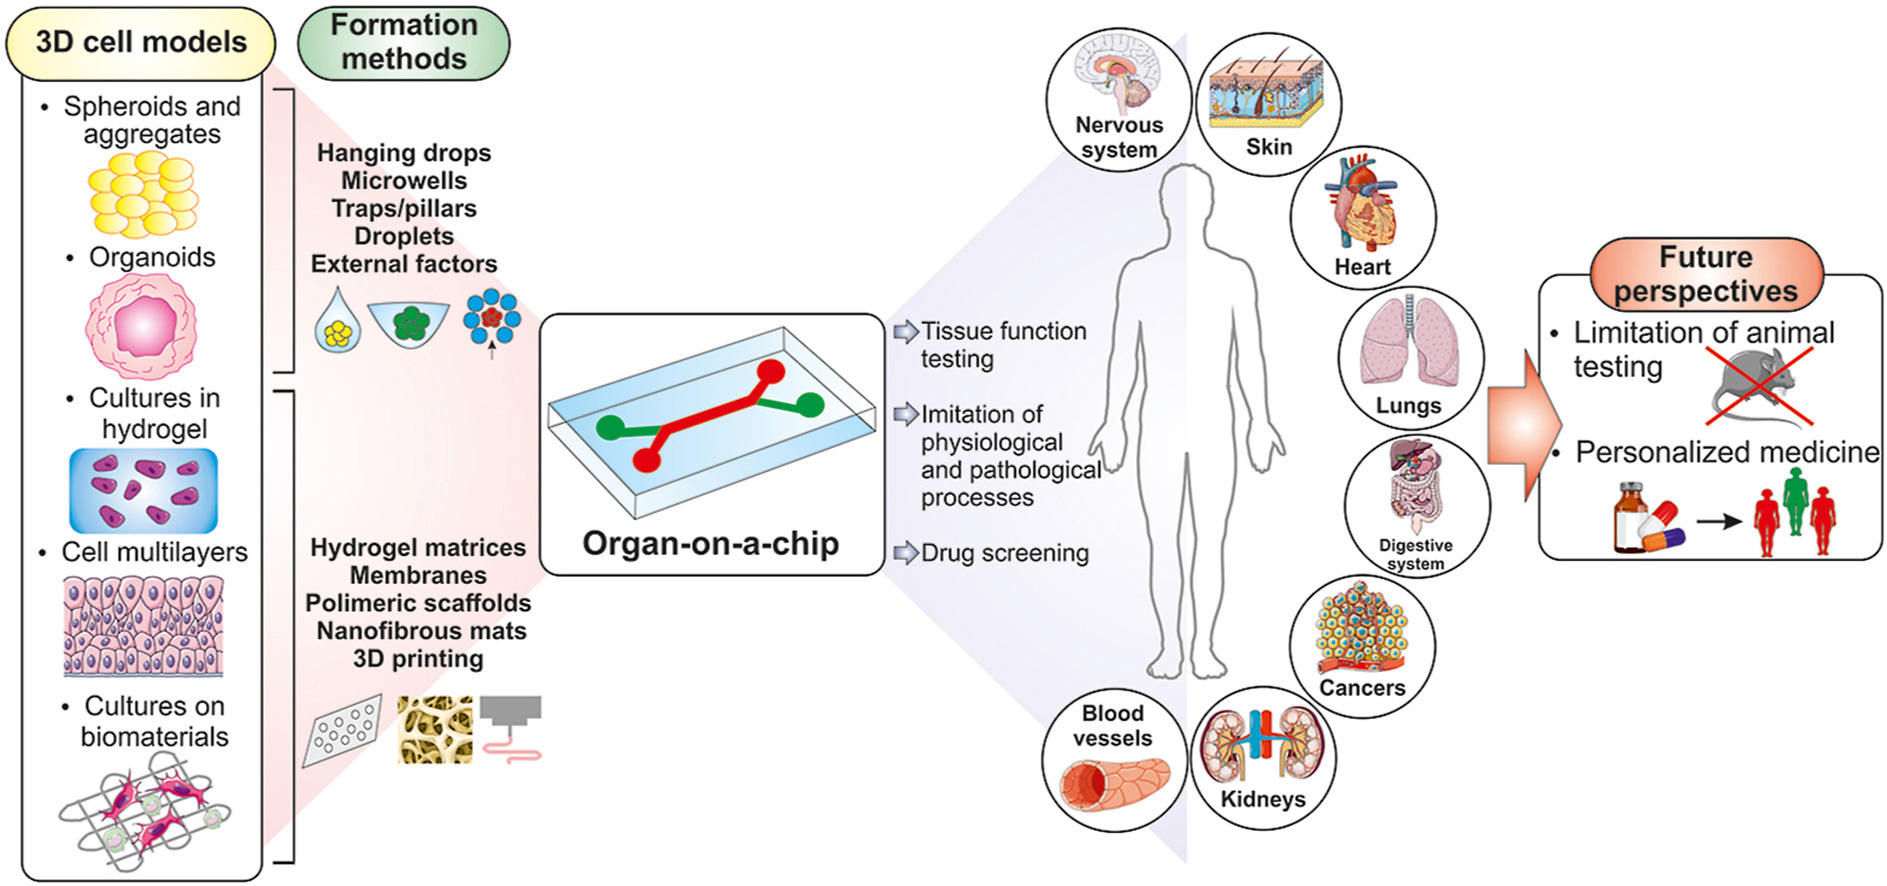 3D cell models
• Spheroids and
aggregates
• Organoids
• Cultures in
hydrogel
• Cell multilayers
• Cultures on
biomaterials
Formation
methods
Hanging drops
Microwells
Traps/pillars
Droplets
External factors
Hydrogel matrices
Membranes
Polimeric scaffolds
Nanofibrous mats
3D printing
Organ-on-a-chip
Tissue function
testing
Imitation of
physiological
and pathological
processes
Drug screening
Nervous
system
Skin
Heart
Lungs
Digestive
system
Cancers
Kidneys
Blood
vessels
Future
perspectives
• Limitation of animal
testing
• Personalized medicine